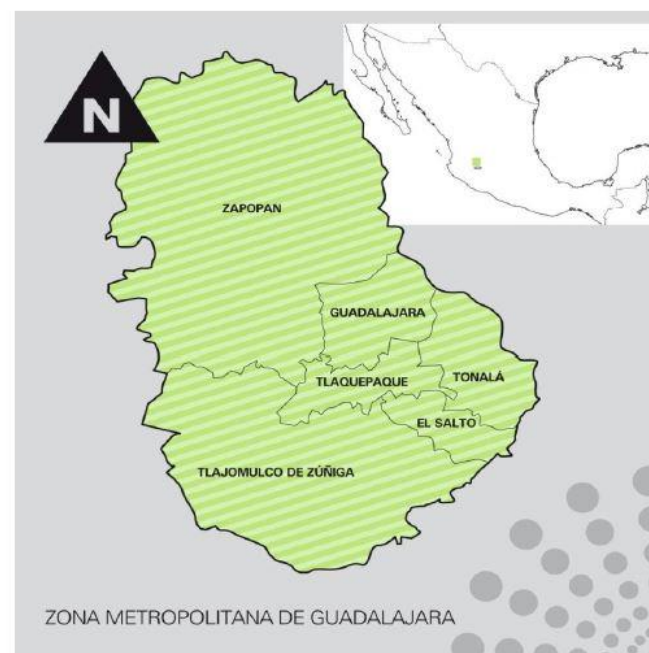 N
ZAPOPAN
GUADALAJARA
TLAQUEPAQUE
TONALÁ
EL SALTO
TLAJOMULCO DE ZÚÑIGA
ZONA METROPOLITANA DE GUADALAJARA